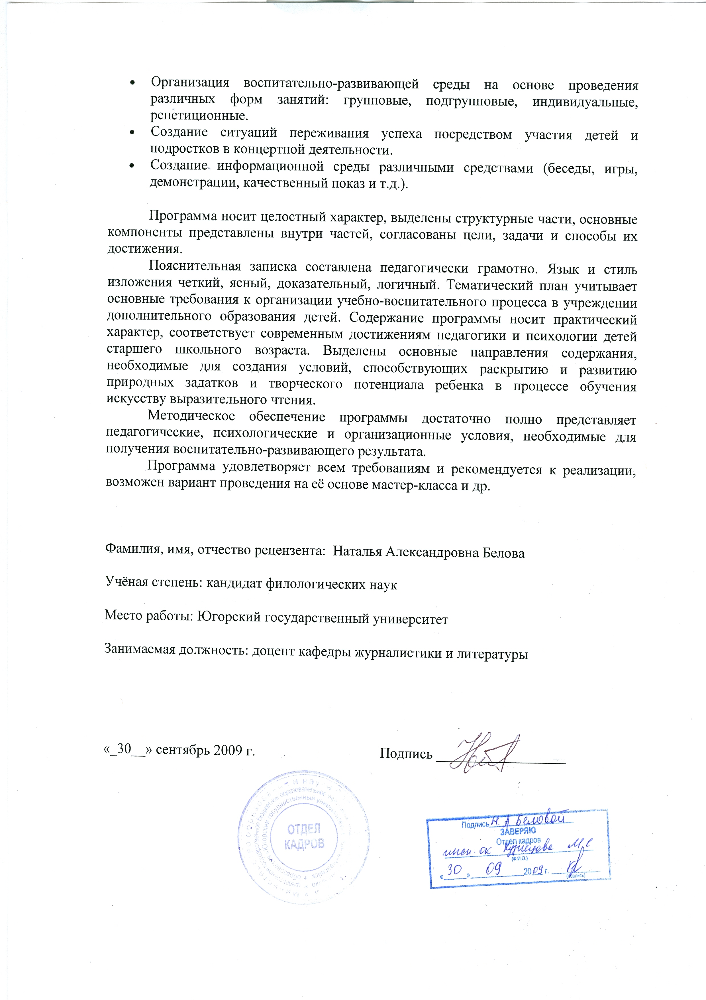 • Организация воспитательно-развивающей среды на основе проведения
различных форм занятий: групповые, подгрупповые, индивидуальные,
репетиционные.
• Создание ситуаций переживания успеха посредством участия детей и
подростков в концертной деятельности.
• Создание информационной среды различными средствами (беседы, игры,
демонстрации, качественный показ и т.д.).
Программа носит целостный характер, выделены структурные части, основные
компоненты представлены внутри частей, согласованы цели, задачи и способы их
достижения.
Пояснительная записка составлена педагогически грамотно. Язык и стиль
изложения четкий, ясный, доказательный, логичный. Тематический план учитывает
основные требования к организации учебно-воспитательного процесса в учреждении
дополнительного образования детей. Содержание программы носит практический
характер, соответствует современным достижениям педагогики и психологии детей
старшего школьного возраста. Выделены основные направления содержания,
необходимые для создания условий, способствующих раскрытию и развитию
природных задатков и творческого потенциала ребенка в процессе обучения
искусству выразительного чтения.
Методическое обеспечение программы достаточно полно представляет
педагогические, психологические и организационные условия, необходимые для
получения воспитательно-развивающего результата.
Программа удовлетворяет всем требованиям и рекомендуется к реализации,
возможен вариант проведения на её основе мастер-класса и др.
Фамилия, имя, отчество рецензента: Наталья Александровна Белова
Учёная степень: кандидат филологических наук
Место работы: Югорский государственный университет
Занимаемая должность: доцент кафедры журналистики и литературы
«_30__» сентябрь 2009 г.
Подпись
и нау
бюджетное образовательное
Югорский государственный университет
ОТДЕЛ
КАДРОВ
Подпись Н.А. Беловой
ЗАВЕРЯЮ
Отдел кадров
инсп. ок Кузнецова М С
(Ф.И.О.)
«30» 09 2009 г.
(подпись)